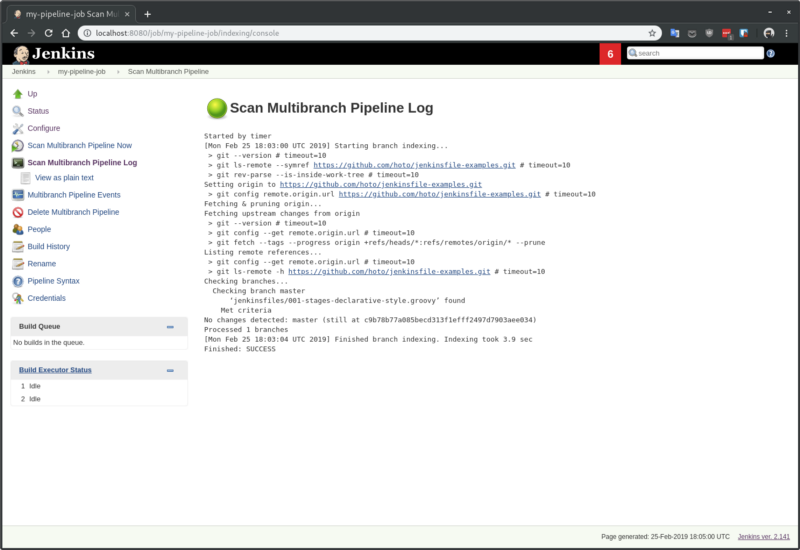 my-pipeline-job Scan Mu
localhost:8080/job/my-pipeline-job/indexing/console
Jenkins
6
search
Jenkins
my-pipeline-job
Scan Multibranch Pipeline
Up
Status
Configure
Scan Multibranch Pipeline Now
Scan Multibranch Pipeline Log
View as plain text
Multibranch Pipeline Events
Delete Multibranch Pipeline
People
Build History
Rename
Pipeline Syntax
Credentials
Build Queue
No builds in the queue.
Build Executor Status
1 Idle
2 Idle
Scan Multibranch Pipeline Log
Started by timer
[Mon Feb 25 18:03:00 UTC 2019] Starting branch indexing...
> git --version # timeout=10
> git ls-remote --symref https://github.com/hoto/jenkinsfile-examples.git # timeout=10
> git rev-parse --is-inside-work-tree # timeout=10
Setting origin to https://github.com/hoto/jenkinsfile-examples.git
> git config remote.origin.url https://github.com/hoto/jenkinsfile-examples.git # timeout=10
Fetching & pruning origin...
Fetching upstream changes from origin
> git --version # timeout=10
> git config --get remote.origin.url # timeout=10
> git fetch --tags --progress origin +refs/heads/*:refs/remotes/origin/* --prune
Listing remote references...
> git config --get remote.origin.url # timeout=10
> git ls-remote -h https://github.com/hoto/jenkinsfile-examples.git # timeout=10
Checking branches...
Checking branch master
‘jenkinsfiles/001-stages-declarative-style.groovy’ found
Met criteria
No changes detected: master (still at c9b78b77a085becd313f1efff2497d7903aee034)
Processed 1 branches
[Mon Feb 25 18:03:04 UTC 2019] Finished branch indexing. Indexing took 3.9 sec
Finished: SUCCESS
Page generated: 25-Feb-2019 18:05:00 UTC
Jenkins ver. 2.141